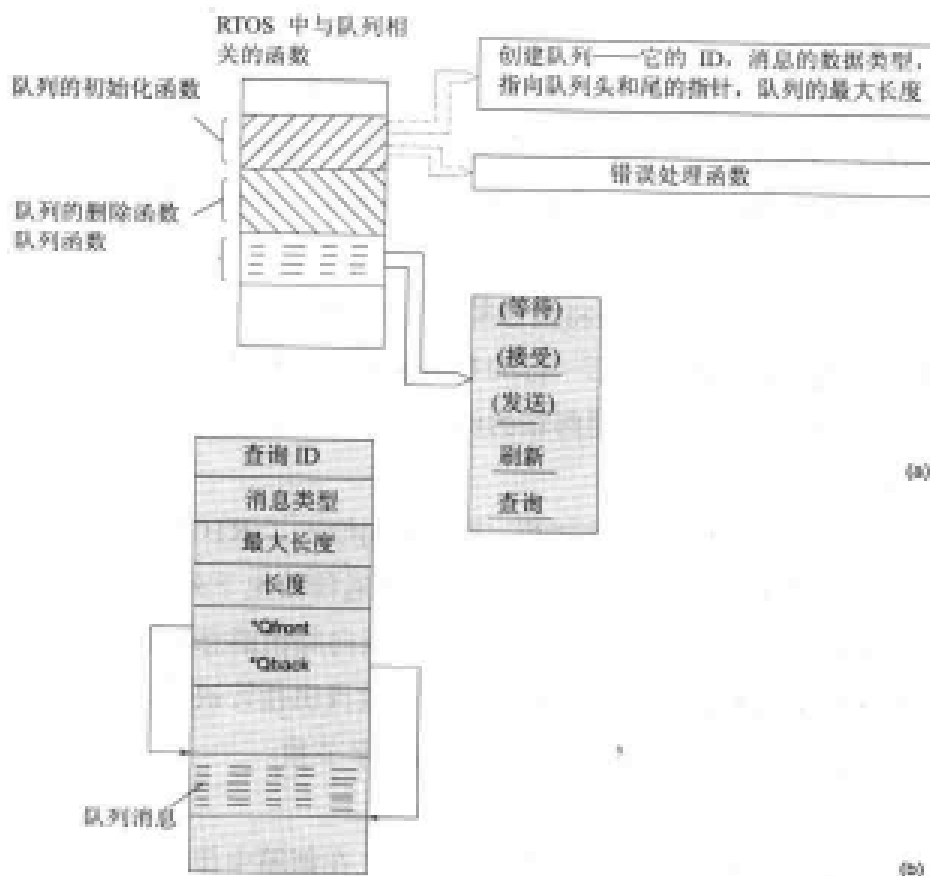 RTOS 中与队列相
关的函数
队列的初始化函数
创建队列——它的 ID，消息的数据类型，
指向队列头和尾的指针，队列的最大长度
错误处理函数
队列的删除函数
队列函数
(等待)
(接受)
(发送)
刷新
查询
(a)
查询 ID
消息类型
最大长度
长度
*Qfront
*Qback
队列消息
(b)